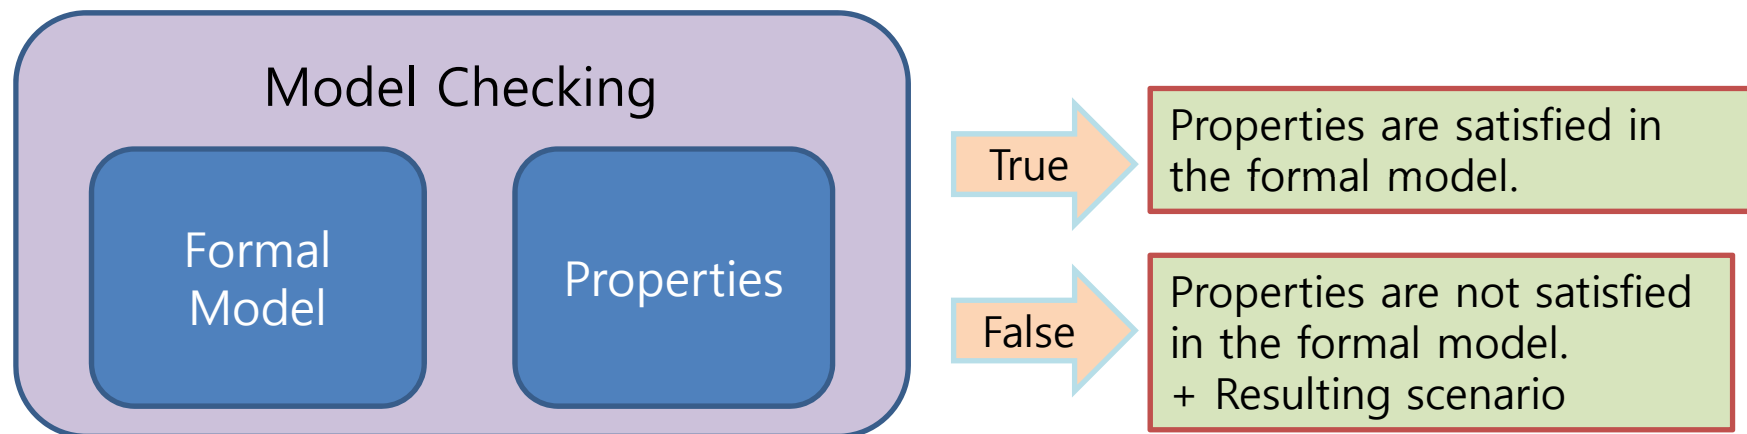 Model Checking
Formal
Model
Properties
True
Properties are satisfied in
the formal model.
False
Properties are not satisfied
in the formal model.
+ Resulting scenario